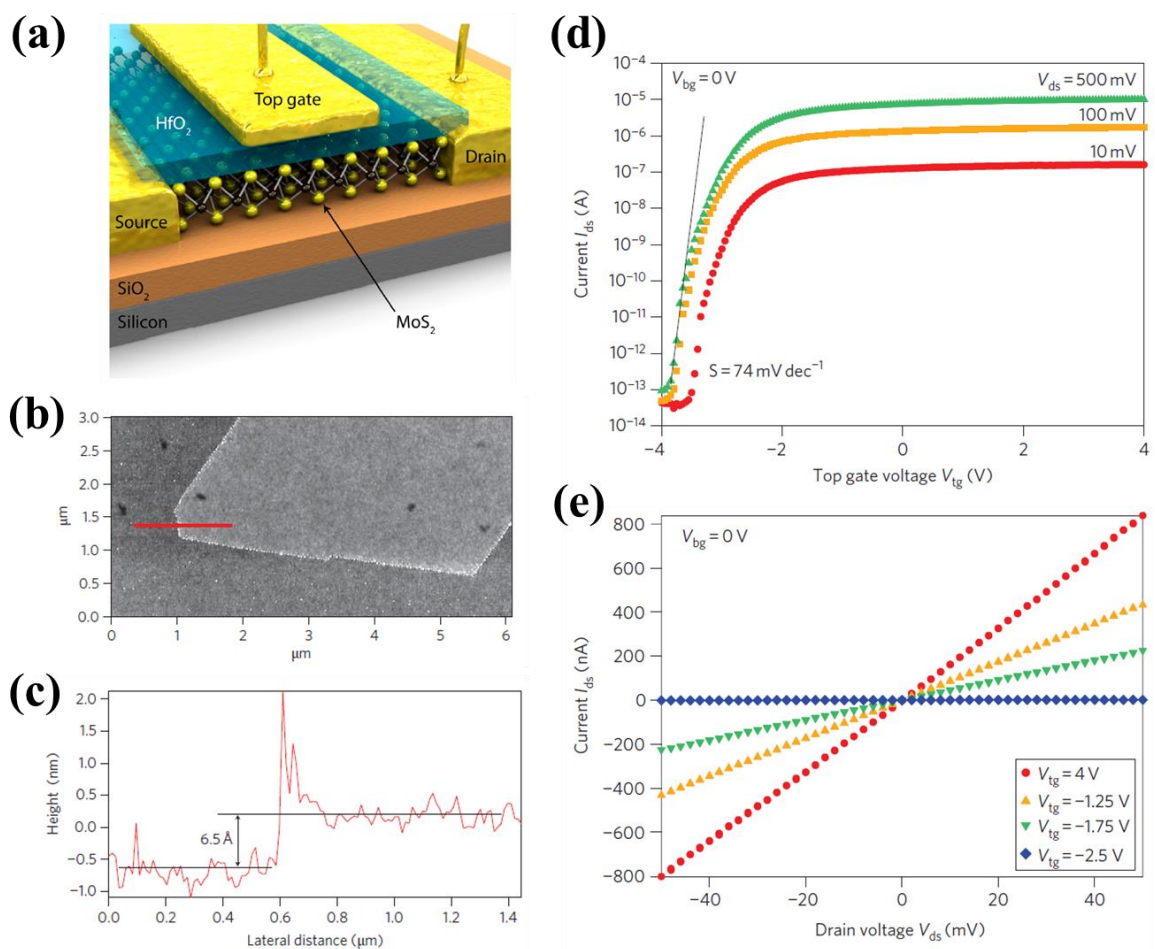 (a)
Top gate
HfO₂
Drain
Source
SiO₂
Silicon
MoS₂
(b)
3.0
2.5
2.0
1.5
1.0
0.5
0.0
μm
0 1 2 3 4 5 6
μm
(c)
2.0
1.5
1.0
0.5
0.0
−0.5
−1.0
Height (nm)
6.5 Å
0.0 0.2 0.4 0.6 0.8 1.0 1.2 1.4
Lateral distance (μm)
(d)
10⁻⁴
10⁻⁵
10⁻⁶
10⁻⁷
10⁻⁸
10⁻⁹
10⁻¹⁰
10⁻¹¹
10⁻¹²
10⁻¹³
10⁻¹⁴
Current Ids (A)
Vbg = 0 V
Vds = 500 mV
100 mV
10 mV
S = 74 mV dec⁻¹
−4 −2 0 2 4
Top gate voltage Vtg (V)
(e)
800
600
400
200
0
−200
−400
−600
−800
Current Ids (nA)
Vbg = 0 V
Vtg = 4 V
Vtg = −1.25 V
Vtg = −1.75 V
Vtg = −2.5 V
−40 −20 0 20 40
Drain voltage Vds (mV)